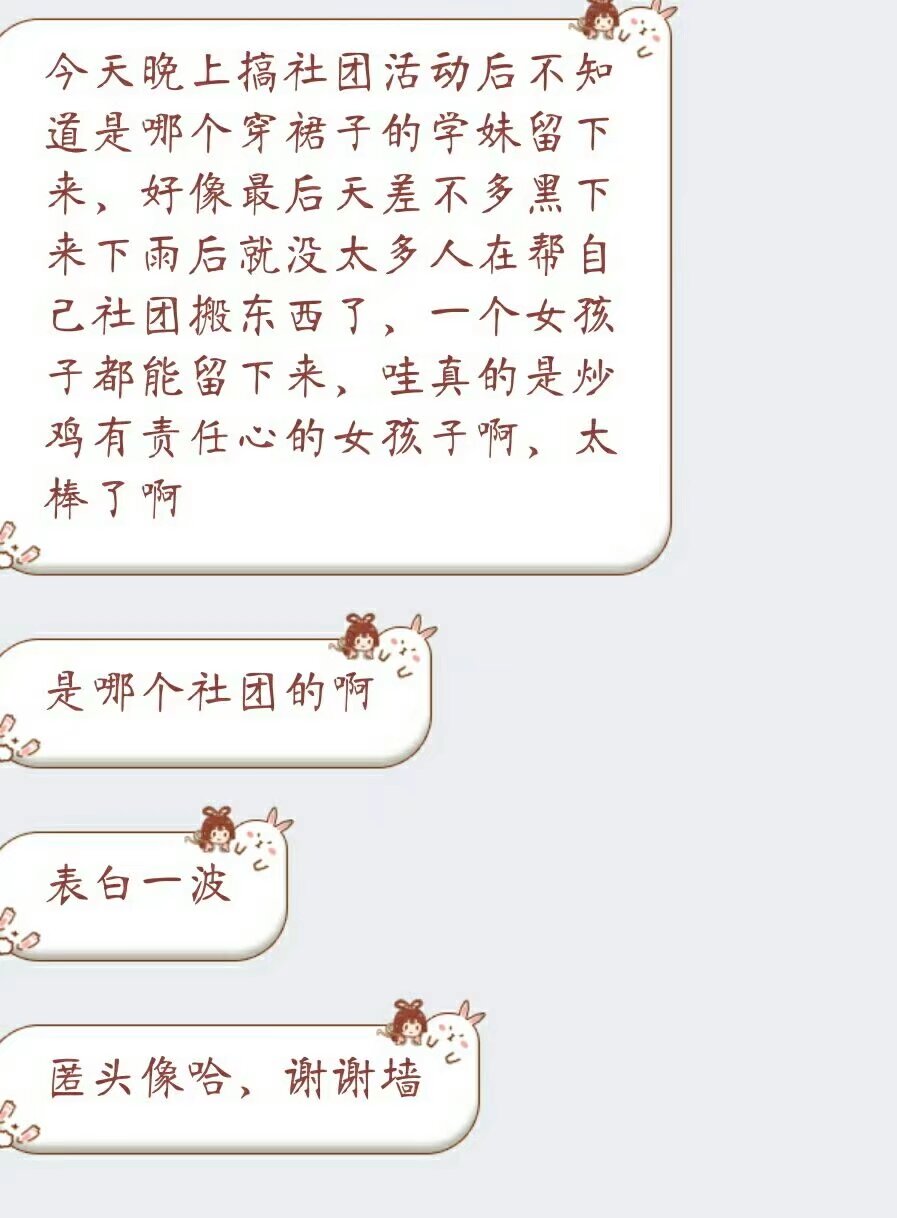 今天晚上搞社团活动后不知
道是哪个穿裙子的学妹留下
来，好像最后天差不多黑下
来下雨后就没太多人在帮自
己社团搬东西了，一个女孩
子都能留下来，哇真的是炒
鸡有责任心的女孩子啊，太
棒了啊
是哪个社团的啊
表白一波
匿头像哈，谢谢墙